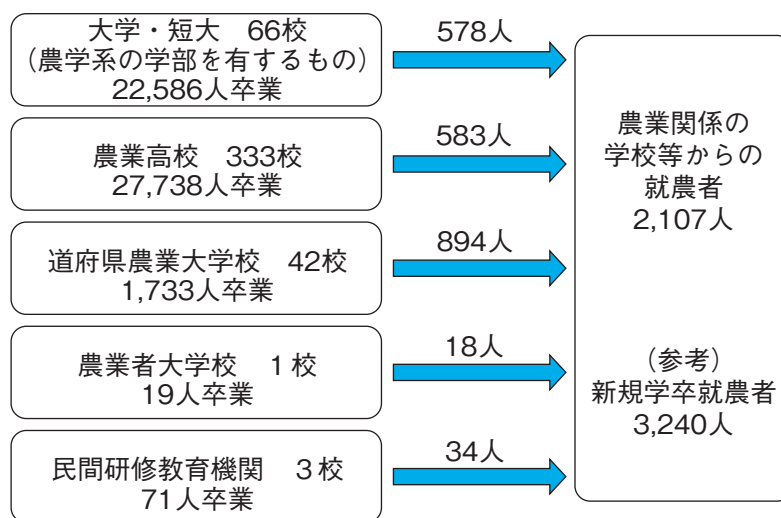 大学・短大　66校
（農学系の学部を有するもの）
22,586人卒業
578人
農業高校　333校
27,738人卒業
583人
道府県農業大学校　42校
1,733人卒業
894人
農業者大学校　１校
19人卒業
18人
民間研修教育機関　３校
71人卒業
34人
農業関係の
学校等からの
就農者
2,107人
（参考）
新規学卒就農者
3,240人